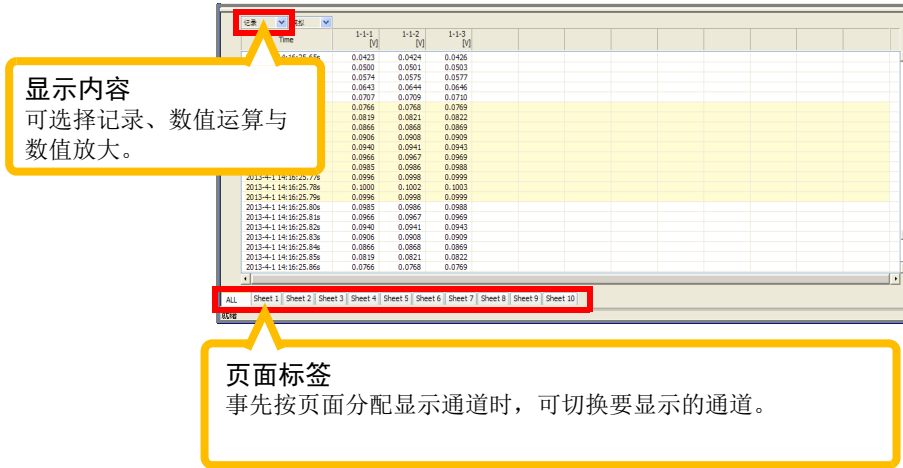 记录 模拟
Time 1-1-1 1-1-2 1-1-3
[V] [V] [V]
0.0423 0.0424 0.0426
0.0500 0.0501 0.0503
0.0574 0.0575 0.0577
0.0643 0.0644 0.0646
0.0707 0.0709 0.0710
0.0766 0.0768 0.0769
0.0819 0.0821 0.0822
0.0866 0.0868 0.0869
0.0906 0.0908 0.0909
0.0940 0.0941 0.0943
0.0966 0.0967 0.0969
0.0985 0.0986 0.0988
2013-4-1 14:16:25.77s 0.0996 0.0998 0.0999
2013-4-1 14:16:25.78s 0.1000 0.1002 0.1003
2013-4-1 14:16:25.79s 0.0996 0.0998 0.0999
2013-4-1 14:16:25.80s 0.0985 0.0986 0.0988
2013-4-1 14:16:25.81s 0.0966 0.0967 0.0969
2013-4-1 14:16:25.82s 0.0940 0.0941 0.0943
2013-4-1 14:16:25.83s 0.0906 0.0908 0.0909
2013-4-1 14:16:25.84s 0.0866 0.0868 0.0869
2013-4-1 14:16:25.85s 0.0819 0.0821 0.0822
2013-4-1 14:16:25.86s 0.0766 0.0768 0.0769
显示内容
可选择记录、数值运算与
数值放大。
ALL Sheet 1 Sheet 2 Sheet 3 Sheet 4 Sheet 5 Sheet 6 Sheet 7 Sheet 8 Sheet 9 Sheet 10
页面标签
事先按页面分配显示通道时，可切换要显示的通道。